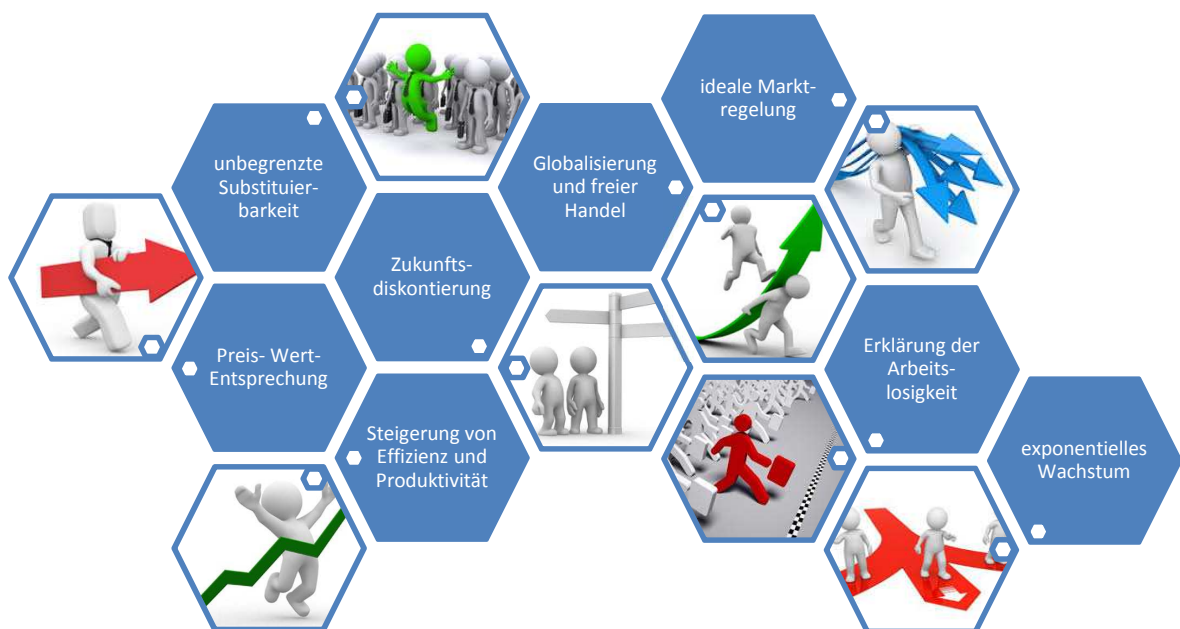 unbegrenzte
Substituier-
barkeit
Preis- Wert-
Entsprechung
Zukunfts-
diskontierung
Steigerung von
Effizienz und
Produktivität
Globalisierung
und freier
Handel
ideale Markt-
regelung
Erklärung der
Arbeits-
losigkeit
exponentielles
Wachstum